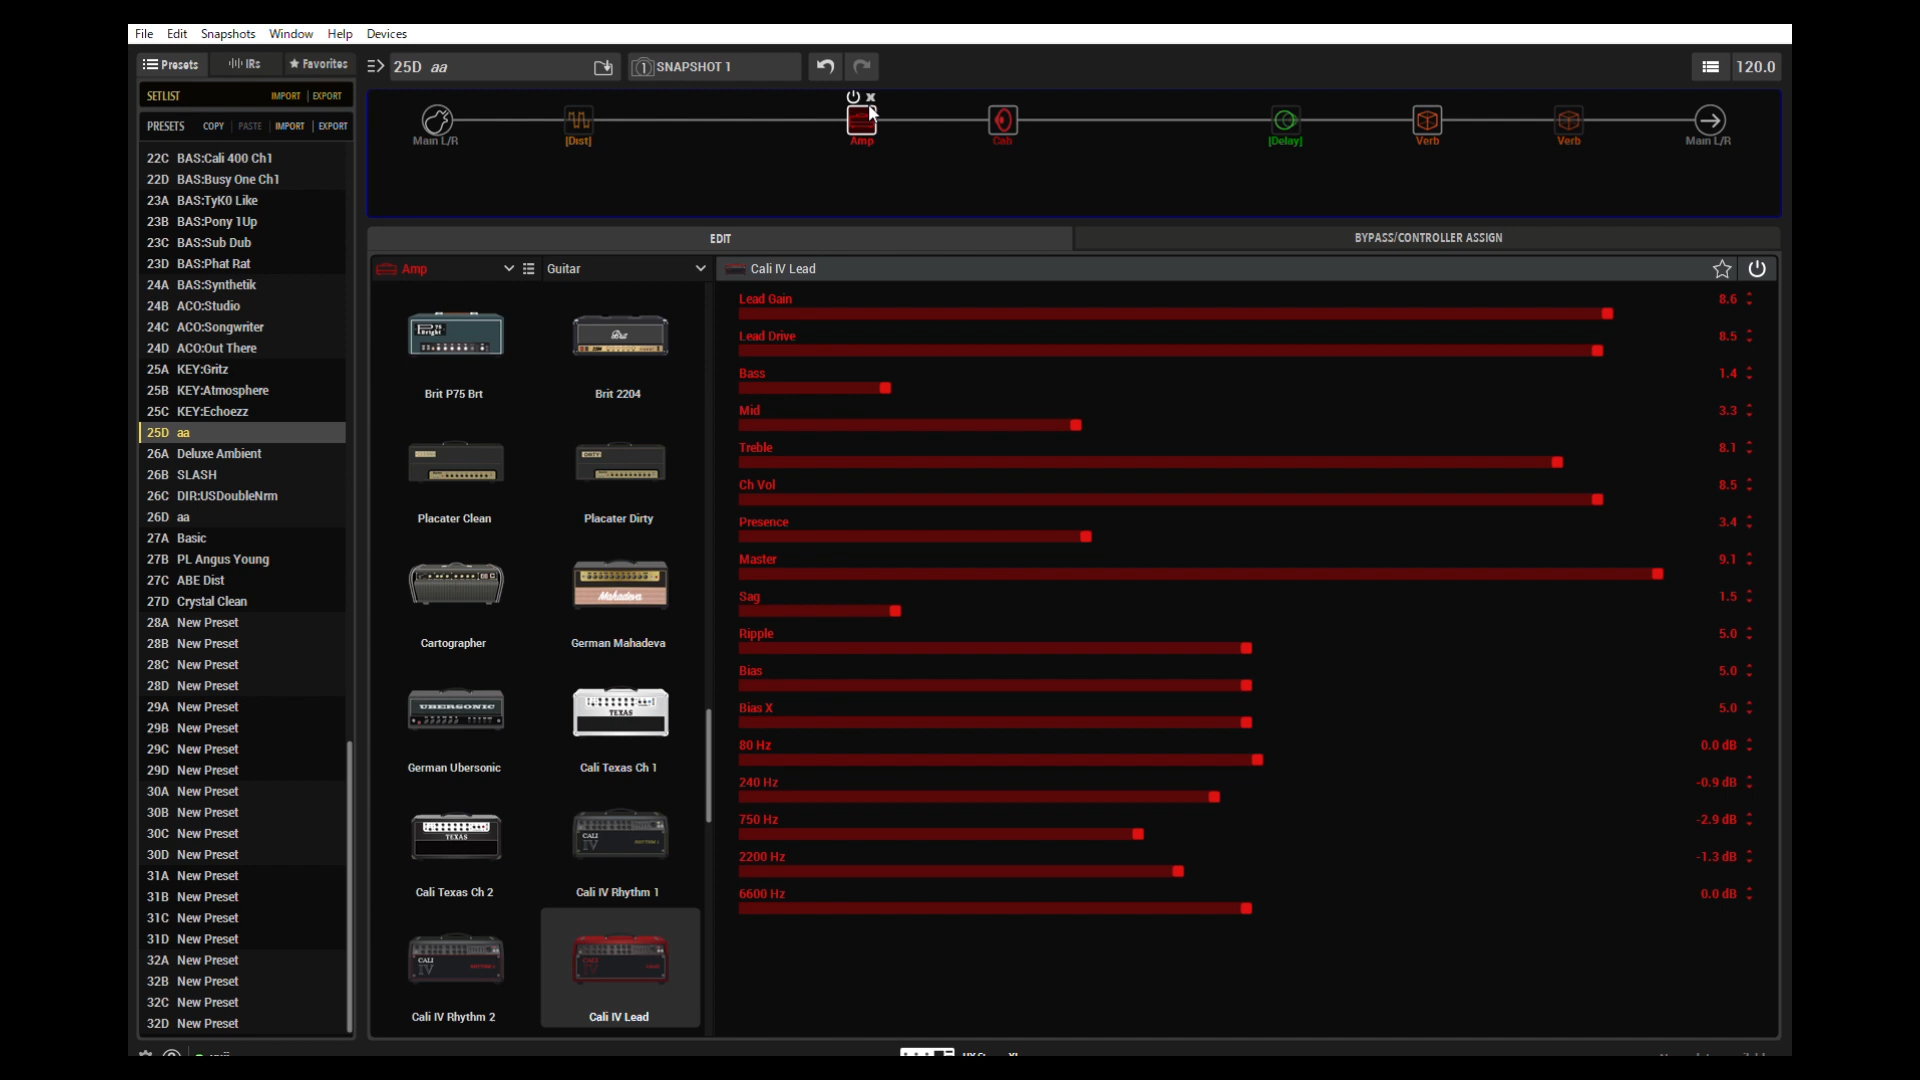 File Edit Snapshots Window Help Devices
Presets IRs Favorites 25D aa 1 SNAPSHOT 1 120.0
SETLIST IMPORT | EXPORT
PRESETS COPY | PASTE | IMPORT | EXPORT
22C BAS:Cali 400 Ch1
22D BAS:Busy One Ch1
23A BAS:TyK0 Like
23B BAS:Pony 1Up
23C BAS:Sub Dub
23D BAS:Phat Rat
24A BAS:Synthetik
24B ACO:Studio
24C ACO:Songwriter
24D ACO:Out There
25A KEY:Gritz
25B KEY:Atmosphere
25C KEY:Echoezz
25D aa
26A Deluxe Ambient
26B SLASH
26C DIR:USDoubleNrm
26D aa
27A Basic
27B PL Angus Young
27C ABE Dist
27D Crystal Clean
28A New Preset
28B New Preset
28C New Preset
28D New Preset
29A New Preset
29B New Preset
29C New Preset
29D New Preset
30A New Preset
30B New Preset
30C New Preset
30D New Preset
31A New Preset
31B New Preset
31C New Preset
31D New Preset
32A New Preset
32B New Preset
32C New Preset
32D New Preset
Main L/R [Dist] Amp Cab [Delay] Verb Verb Main L/R
EDIT BYPASS/CONTROLLER ASSIGN
Amp Guitar Cali IV Lead
Brit P75 Brt Brit 2204
Placater Clean Placater Dirty
Cartographer German Mahadeva
German Ubersonic Cali Texas Ch 1
Cali Texas Ch 2 Cali IV Rhythm 1
Cali IV Rhythm 2 Cali IV Lead
Lead Gain 8.6
Lead Drive 8.5
Bass 1.4
Mid 3.3
Treble 8.1
Ch Vol 8.5
Presence 3.4
Master 9.1
Sag 1.5
Ripple 5.0
Bias 5.0
Bias X 5.0
80 Hz 0.0 dB
240 Hz -0.9 dB
750 Hz -2.9 dB
2200 Hz -1.3 dB
6600 Hz 0.0 dB